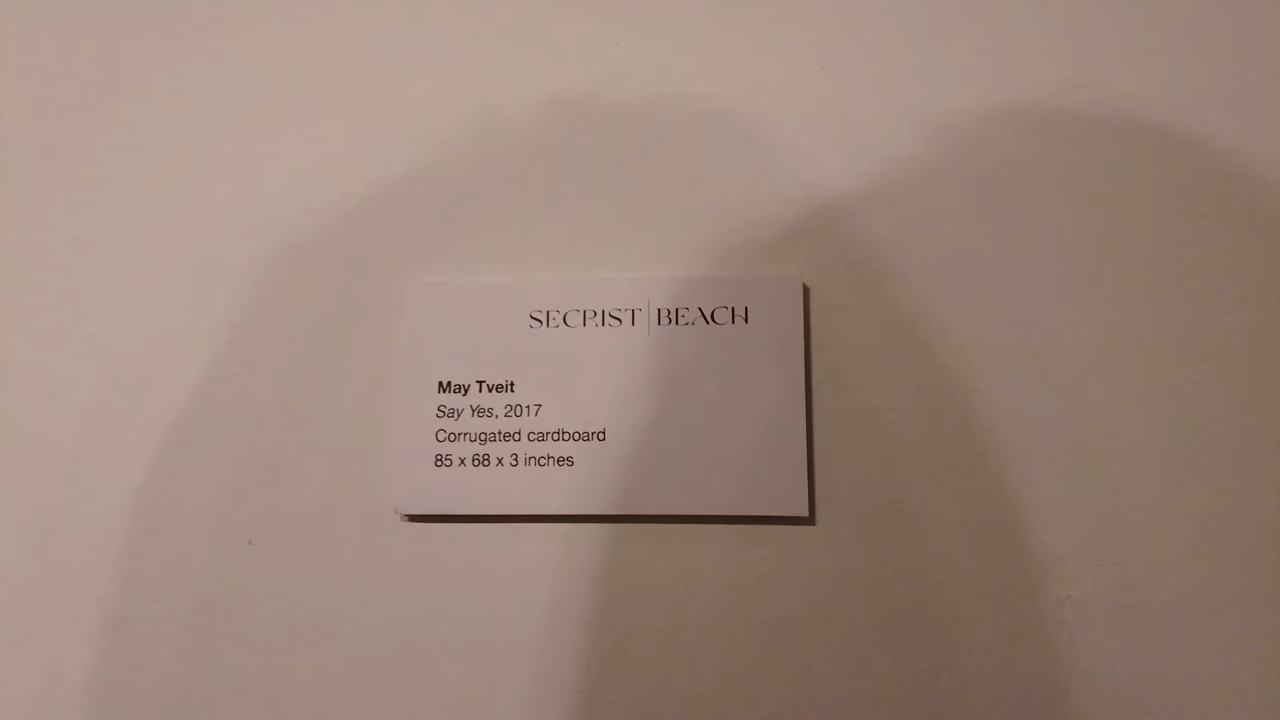 SECRIST | BEACH
May Tveit
Say Yes, 2017
Corrugated cardboard
85 x 68 x 3 inches